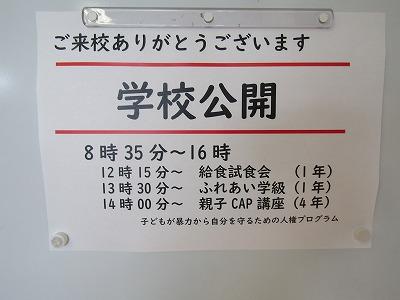 ご来校ありがとうございます
学校公開
8時35分～16時
12時15分～ 給食試食会 （1年）
13時30分～ ふれあい学級（1年）
14時00分～ 親子CAP講座（4年）
子どもが暴力から自分を守るための人権プログラム